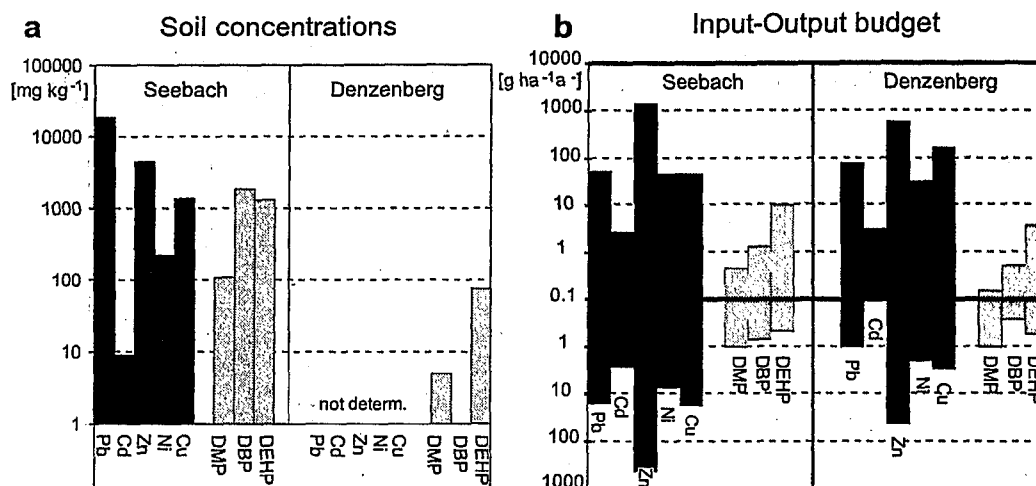 a Soil concentrations
100000
[mg kg⁻¹]
Seebach
Denzenberg
10000
1000
100
10
1
not determ.
Pb
Cd
Zn
Ni
Cu
DMP
DBP
DEHP
Pb
Cd
Zn
Ni
Cu
DMP
DBP
DEHP
b Input-Output budget
10000
[g ha⁻¹a⁻]
Seebach
Denzenberg
1000
100
10
1
0.1
1
10
100
1000
Pb
Cd
Zn
Ni
Cu
DMP
DBP
DEHP
Pb
Cd
Zn
Ni
Cu
DMP
DBP
DEHP